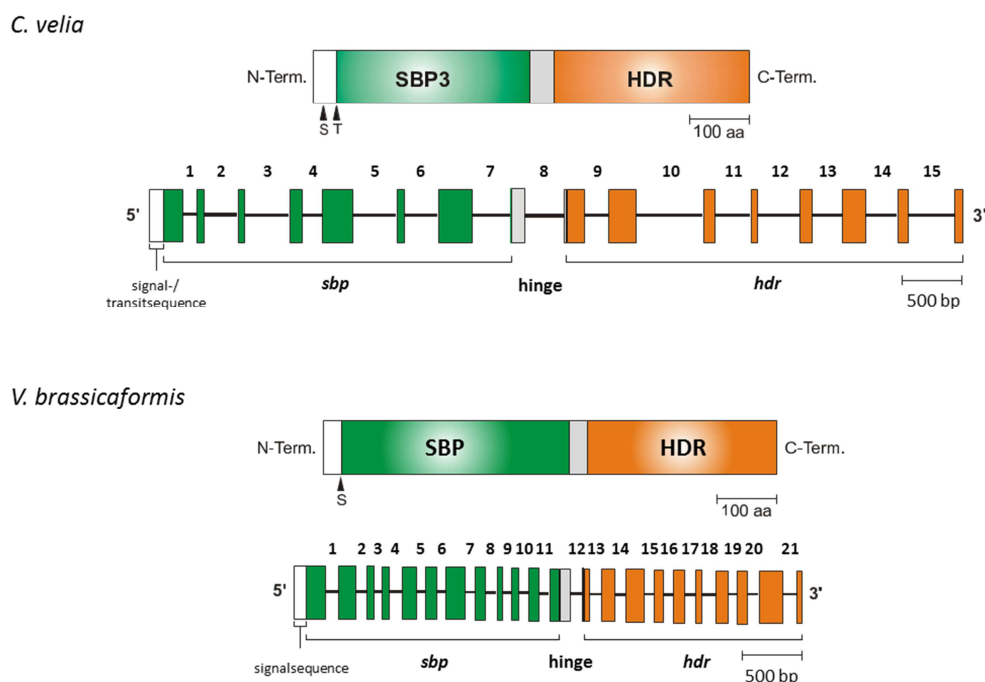 C. velia
N-Term. SBP3 HDR C-Term.
S T
100 aa
1 2 3 4 5 6 7 8 9 10 11 12 13 14 15
5' 3'
signal-/
transitsequence
sbp hinge hdr
500 bp
V. brassicaformis
N-Term. SBP HDR C-Term.
S
100 aa
1 2 3 4 5 6 7 8 9 10 11 12 13 14 15 16 17 18 19 20 21
5' 3'
signalsequence
sbp hinge hdr
500 bp